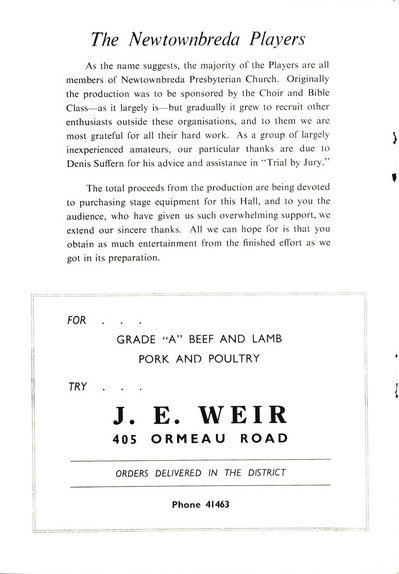 The Newtownbreda Players
As the name suggests, the majority of the Players are all
members of Newtownbreda Presbyterian Church. Originally
the production was to be sponsored by the Choir and Bible
Class—as it largely is—but gradually it grew to recruit other
enthusiasts outside these organisations, and to them we are
most grateful for all their hard work. As a group of largely
inexperienced amateurs, our particular thanks are due to
Denis Suffern for his advice and assistance in "Trial by Jury."
The total proceeds from the production are being devoted
to purchasing stage equipment for this Hall, and to you the
audience, who have given us such overwhelming support, we
extend our sincere thanks. All we can hope for is that you
obtain as much entertainment from the finished effort as we
got in its preparation.
FOR . . .
GRADE "A" BEEF AND LAMB
PORK AND POULTRY
TRY . . .
J. E. WEIR
405 ORMEAU ROAD
ORDERS DELIVERED IN THE DISTRICT
Phone 41463